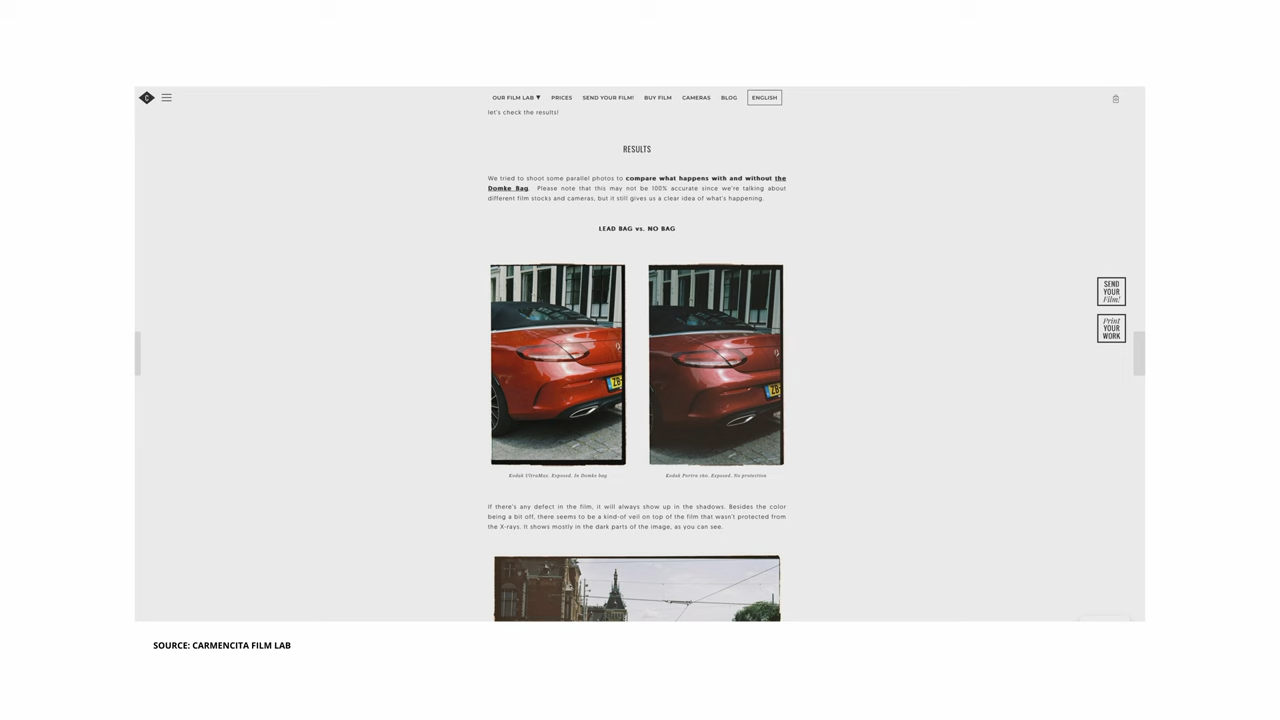 OUR FILM LAB ▼ PRICES SEND YOUR FILM! BUY FILM CAMERAS BLOG ENGLISH
let's check the results!
RESULTS
We tried to shoot some parallel photos to compare what happens with and without the
Domke Bag. Please note that this may not be 100% accurate since we're talking about
different film stocks and cameras, but it still gives us a clear idea of what's happening.
LEAD BAG vs. NO BAG
SEND
YOUR
Film!
Print
YOUR
WORK
Kodak UltraMax. Exposed. In Domke bag
Kodak Portra 160. Exposed. No protection
If there's any defect in the film, it will always show up in the shadows. Besides the color
being a bit off, there seems to be a kind-of veil on top of the film that wasn't protected from
the X-rays. It shows mostly in the dark parts of the image, as you can see.
SOURCE: CARMENCITA FILM LAB